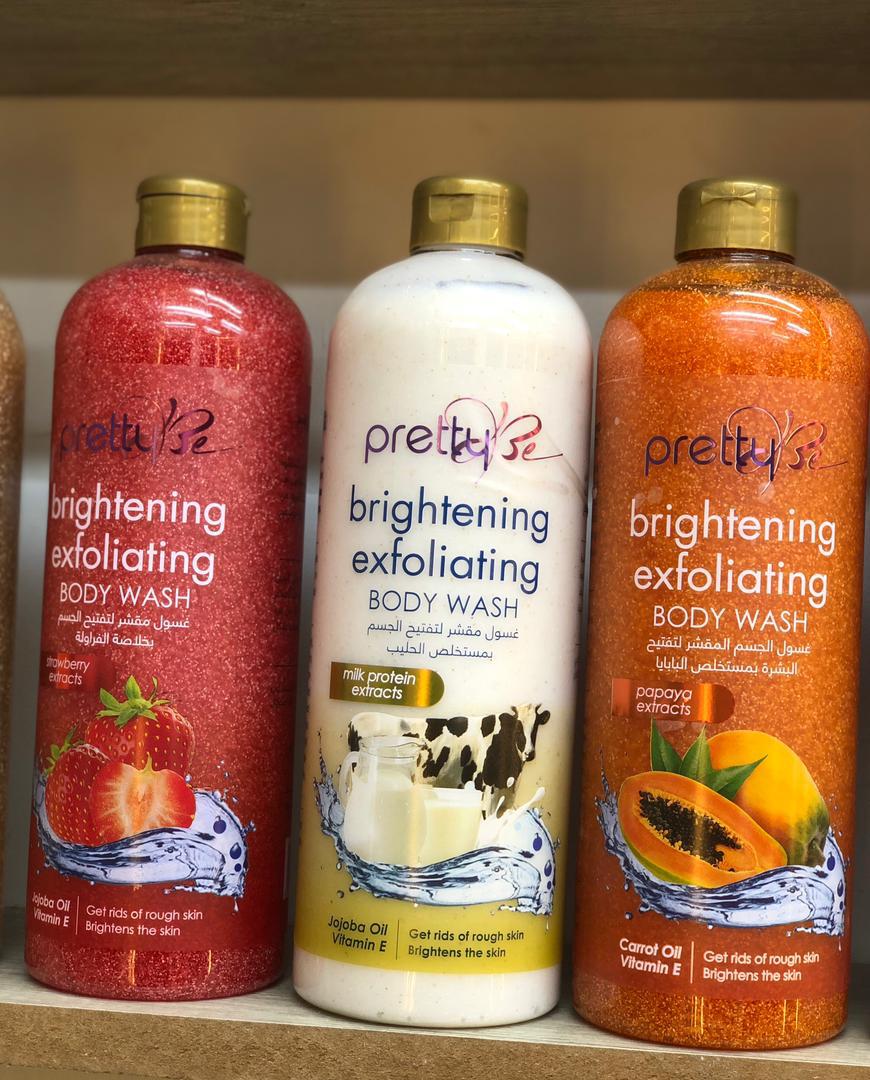 prettyBe
brightening
exfoliating
BODY WASH
غسول مقشر لتفتيح الجسم
بخلاصة الفراولة
strawberry
extracts
Jojoba Oil
Vitamin E
Get rids of rough skin
Brightens the skin
prettyBe
brightening
exfoliating
BODY WASH
غسول مقشر لتفتيح الجسم
بمستخلص الحليب
milk protein
extracts
Jojoba Oil
Vitamin E
Get rids of rough skin
Brightens the skin
prettyBe
brightening
exfoliating
BODY WASH
غسول الجسم المقشر لتفتيح
البشرة بمستخلص البابايا
papaya
extracts
Carrot Oil
Vitamin E
Get rids of rough skin
Brightens the skin